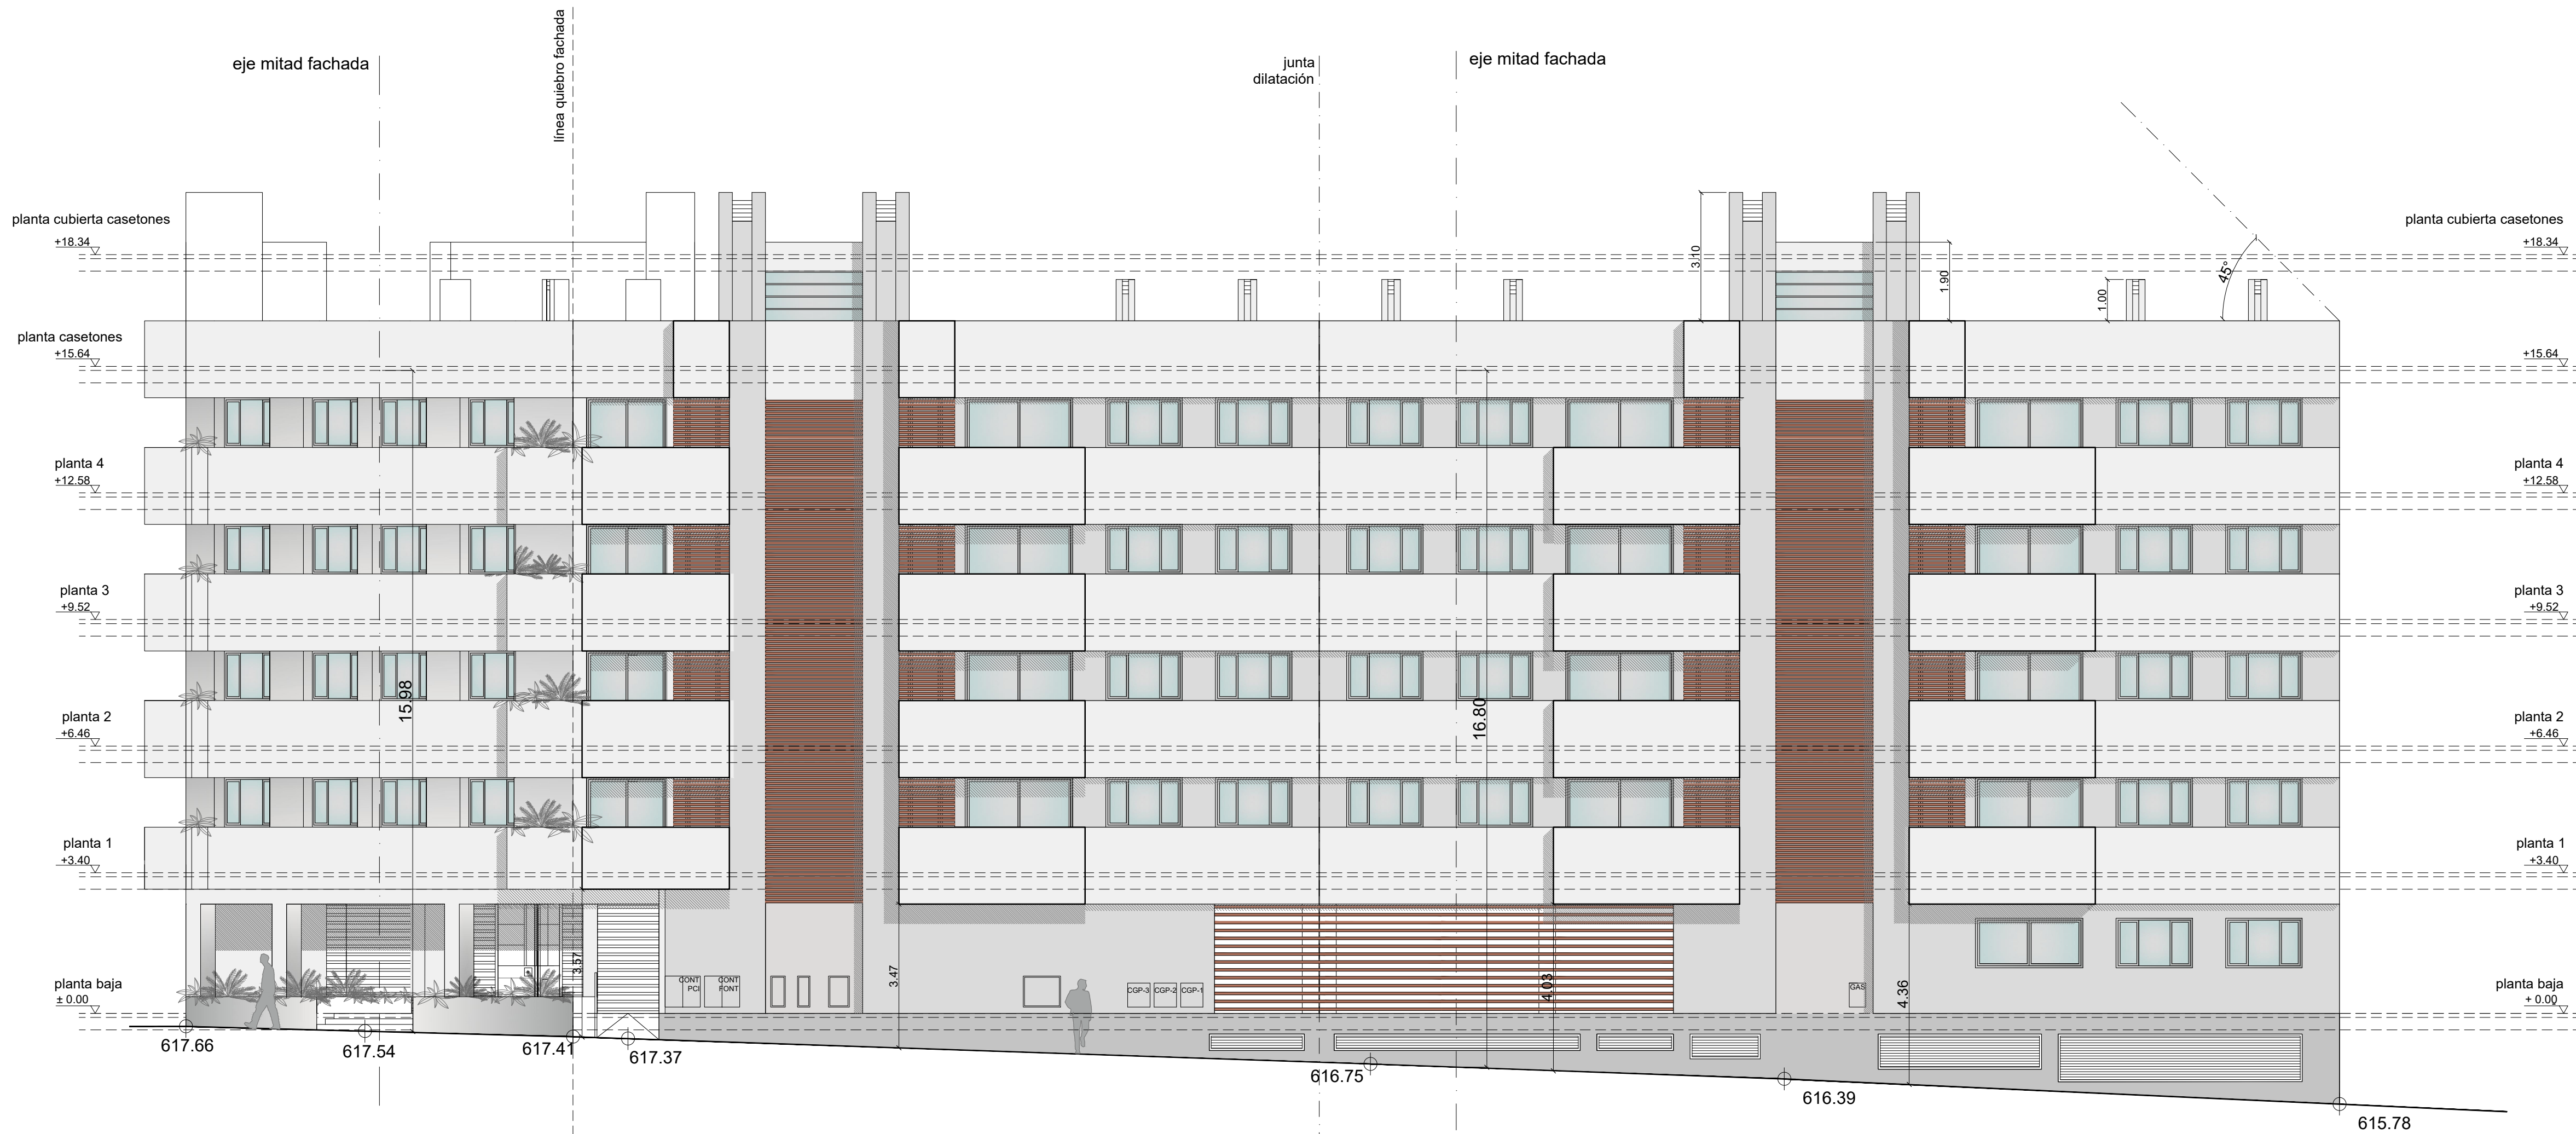 línea quiebro fachada
eje mitad fachada
junta
dilatación
eje mitad fachada
planta cubierta casetones
+18.34
planta cubierta casetones
+18.34
3.10
1.90
1.00
45°
planta casetones
+15.64
+15.64
planta 4
+12.58
planta 4
+12.58
planta 3
+9.52
planta 3
+9.52
15.98
16.80
planta 2
+6.46
planta 2
+6.46
planta 1
+3.40
planta 1
+3.40
3.57
3.47
4.03
4.36
CONT
PCI
CONT
FONT
CGP-3
CGP-2
CGP-1
GAS
planta baja
± 0.00
planta baja
+ 0.00
617.66
617.54
617.41
617.37
616.75
616.39
615.78